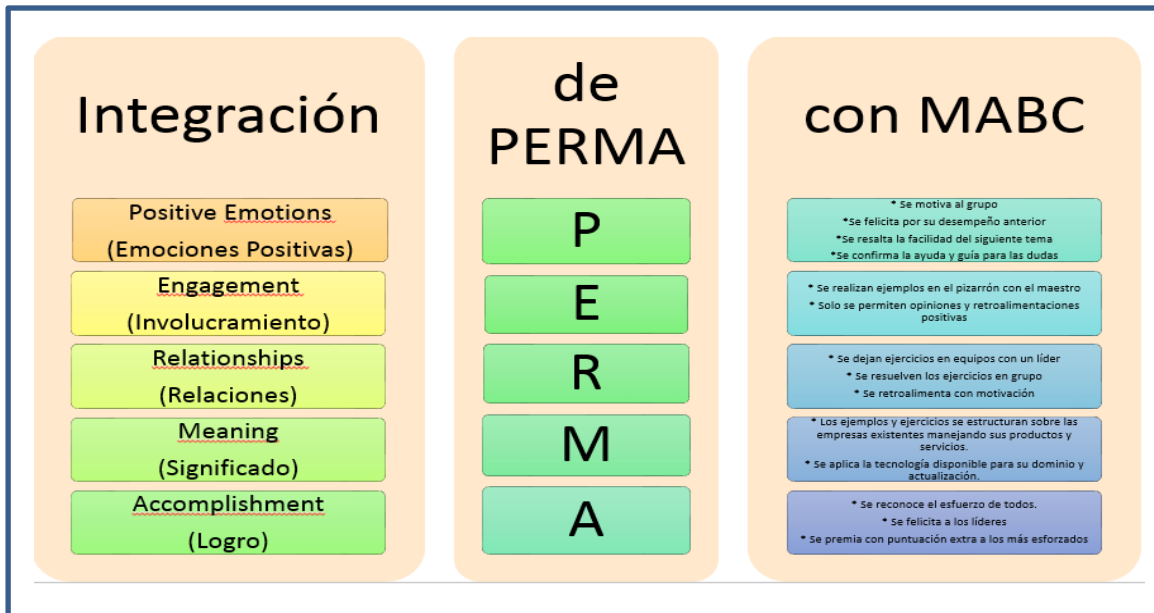 Integración
de
PERMA
con MABC
Positive Emotions
(Emociones Positivas)
P
* Se motiva al grupo
*Se felicita por su desempeño anterior
*Se resalta la facilidad del siguiente tema
*Se confirma la ayuda y guía para las dudas
Engagement
(Involucramiento)
E
* Se realizan ejemplos en el pizarrón con el maestro
* Solo se permiten opiniones y retroalimentaciones
positivas
Relationships
(Relaciones)
R
* Se dejan ejercicios en equipos con un líder
* Se resuelven los ejercicios en grupo
* Se retroalimenta con motivación
Meaning
(Significado)
M
* Los ejemplos y ejercicios se estructuran sobre las
empresas existentes manejando sus productos y
servicios.
* Se aplica la tecnología disponible para su dominio y
actualización.
Accomplishment
(Logro)
A
* Se reconoce el esfuerzo de todos.
* Se felicita a los líderes
* Se premia con puntuación extra a los más esforzados